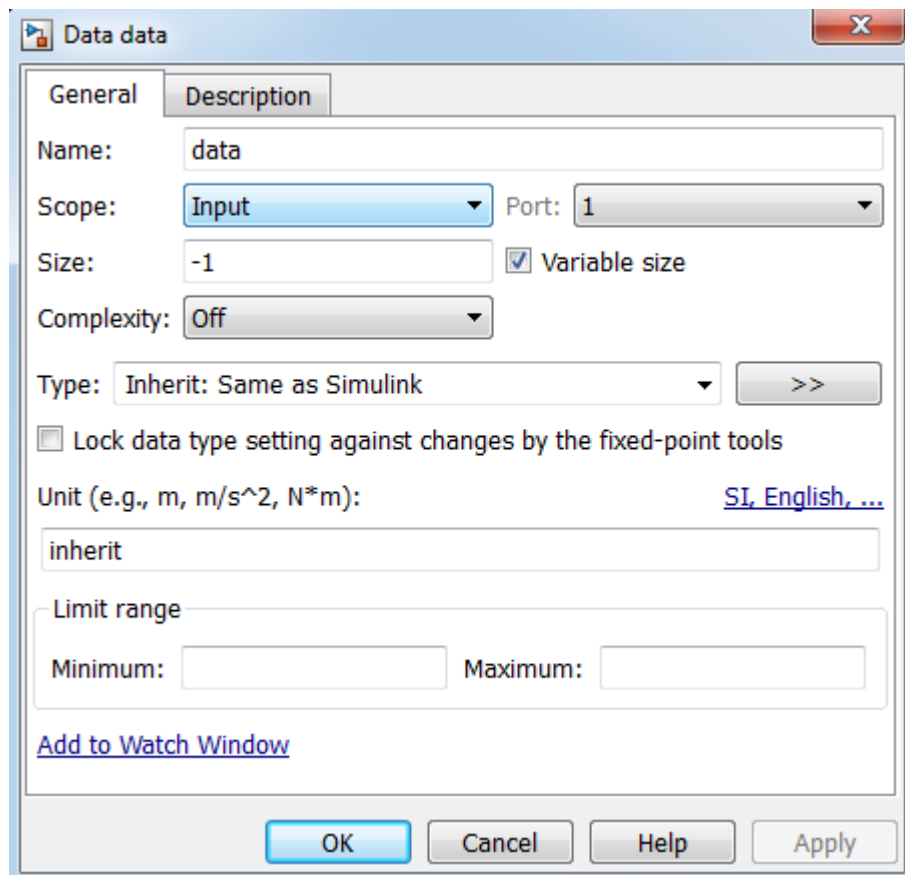 Data data
General Description
Name: data
Scope: Input Port: 1
Size: -1 Variable size
Complexity: Off
Type: Inherit: Same as Simulink >>
Lock data type setting against changes by the fixed-point tools
Unit (e.g., m, m/s^2, N*m): SI, English, ...
inherit
Limit range
Minimum: Maximum:
Add to Watch Window
OK Cancel Help Apply